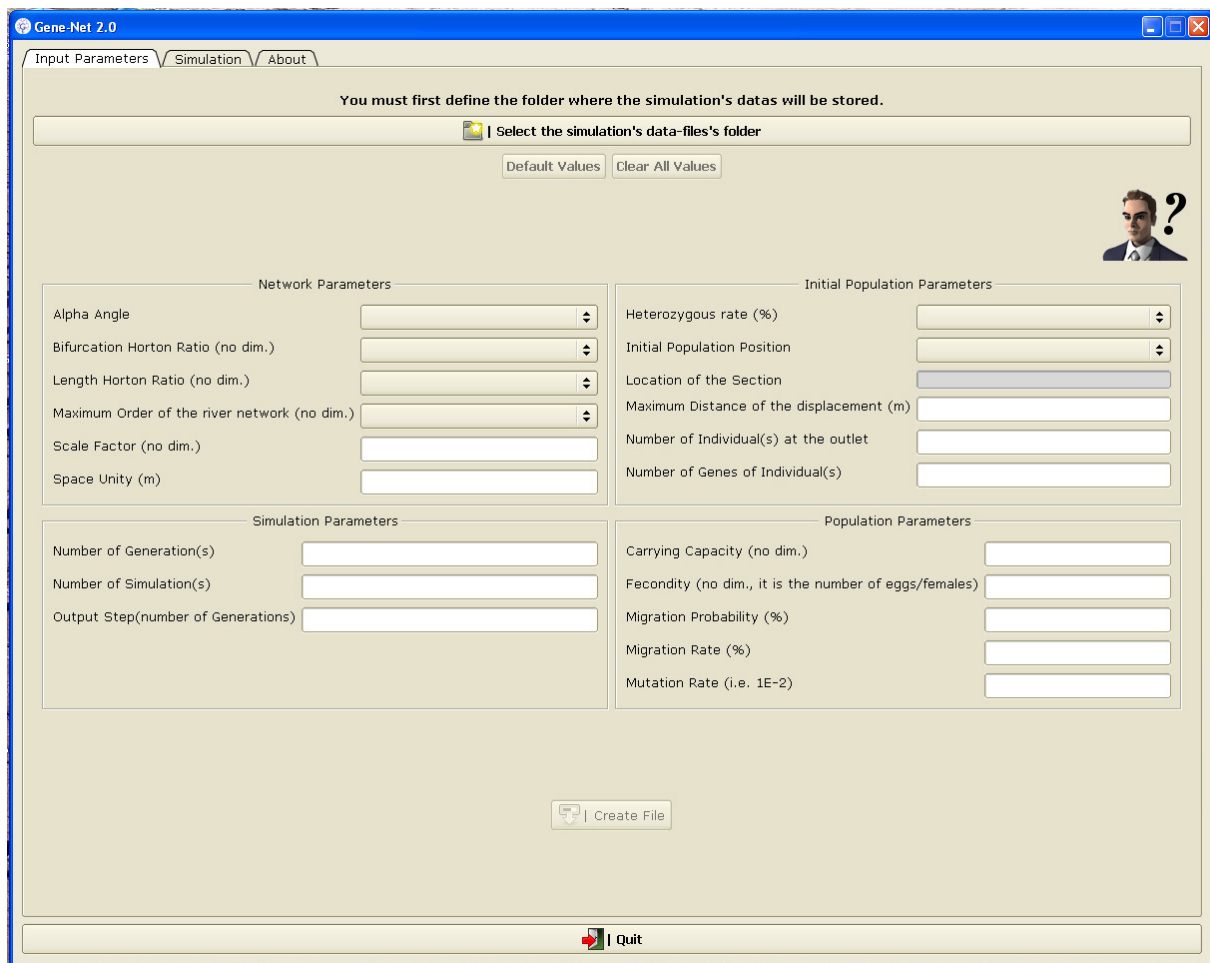 Gene-Net 2.0
Input Parameters
Simulation
About
You must first define the folder where the simulation's datas will be stored.
| Select the simulation's data-files's folder
Default Values
Clear All Values
?
Network Parameters
Alpha Angle
Bifurcation Horton Ratio (no dim.)
Length Horton Ratio (no dim.)
Maximum Order of the river network (no dim.)
Scale Factor (no dim.)
Space Unity (m)
Initial Population Parameters
Heterozygous rate (%)
Initial Population Position
Location of the Section
Maximum Distance of the displacement (m)
Number of Individual(s) at the outlet
Number of Genes of Individual(s)
Simulation Parameters
Number of Generation(s)
Number of Simulation(s)
Output Step(number of Generations)
Population Parameters
Carrying Capacity (no dim.)
Fecondity (no dim., it is the number of eggs/females)
Migration Probability (%)
Migration Rate (%)
Mutation Rate (i.e. 1E-2)
| Create File
| Quit